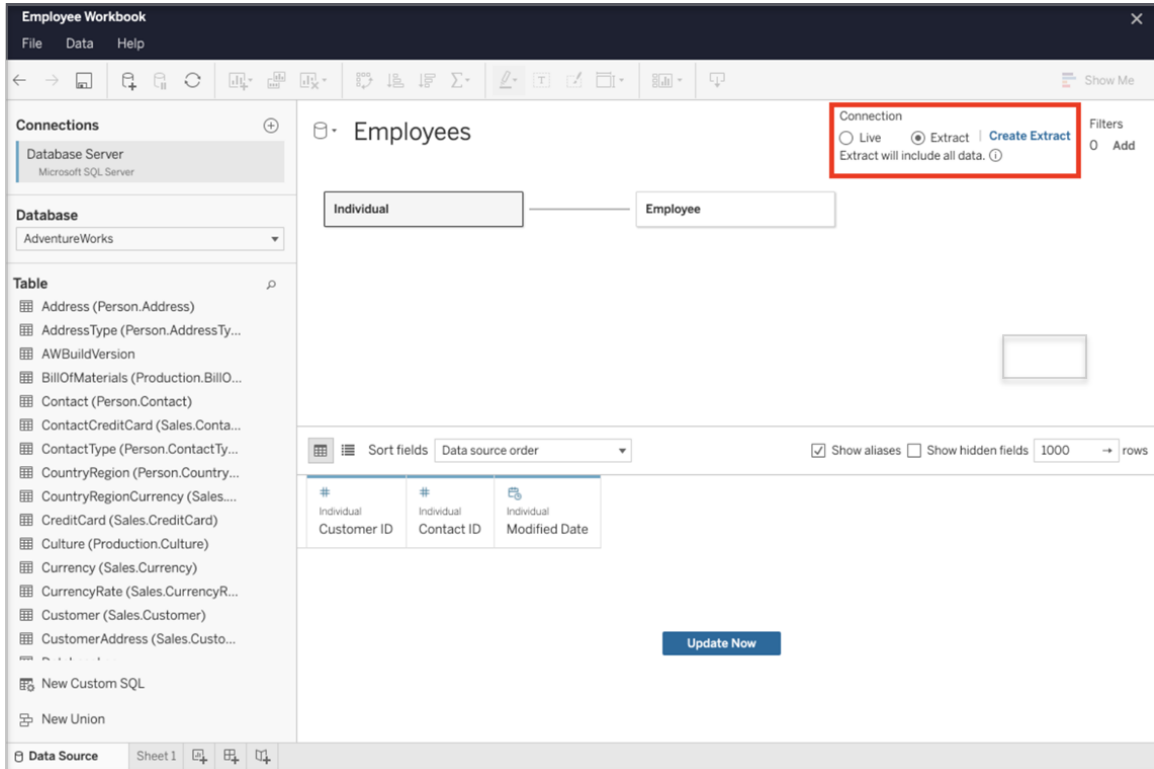 Employee Workbook
File Data Help
Show Me
Connections
Database Server
Microsoft SQL Server
Database
AdventureWorks
Table
Address (Person.Address)
AddressType (Person.AddressTy...
AWBuildVersion
BillOfMaterials (Production.BillO...
Contact (Person.Contact)
ContactCreditCard (Sales.Conta...
ContactType (Person.ContactTy...
CountryRegion (Person.Country...
CountryRegionCurrency (Sales....
CreditCard (Sales.CreditCard)
Culture (Production.Culture)
Currency (Sales.Currency)
CurrencyRate (Sales.CurrencyR...
Customer (Sales.Customer)
CustomerAddress (Sales.Custo...
New Custom SQL
New Union
Employees
Connection
Live Extract Create Extract
Extract will include all data.
Filters
0 Add
Individual Employee
Sort fields Data source order Show aliases Show hidden fields 1000 → rows
Individual Individual Individual
Customer ID Contact ID Modified Date
Update Now
Data Source Sheet 1